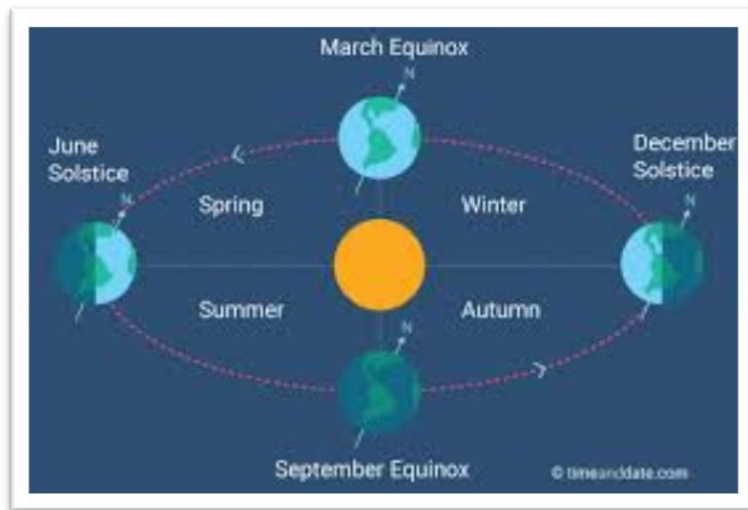 March Equinox
N
June
Solstice
December
Solstice
N
N
Spring
Winter
Summer
Autumn
N
September Equinox
© timeanddate.com